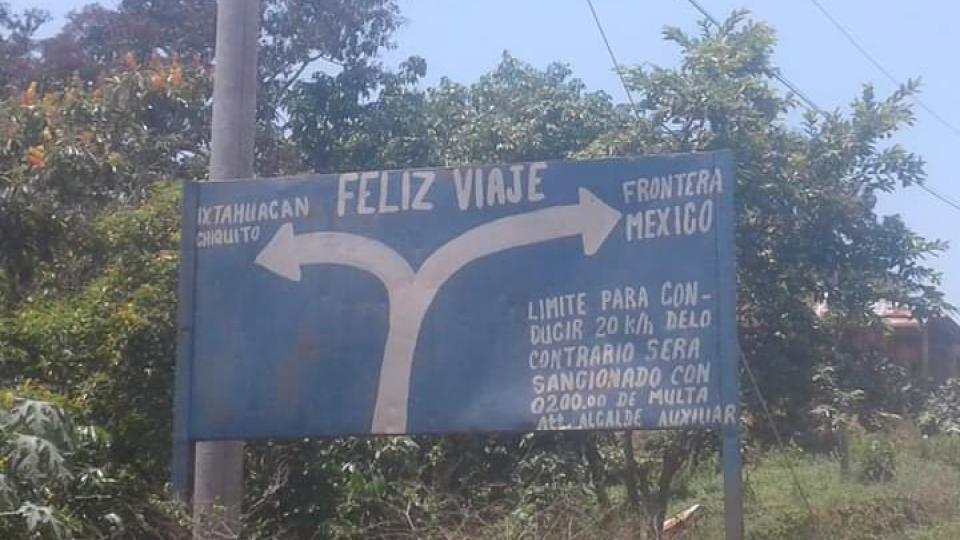 FELIZ VIAJE
IXTAHUACAN
CHIQUITO
FRONTERA
MEXICO
LIMITE PARA CON-
DUCIR 20 k/h DELO
CONTRARIO SERA
SANCIONADO CON
Q200.00 DE MULTA
Att. ALCALDE AUXILIAR